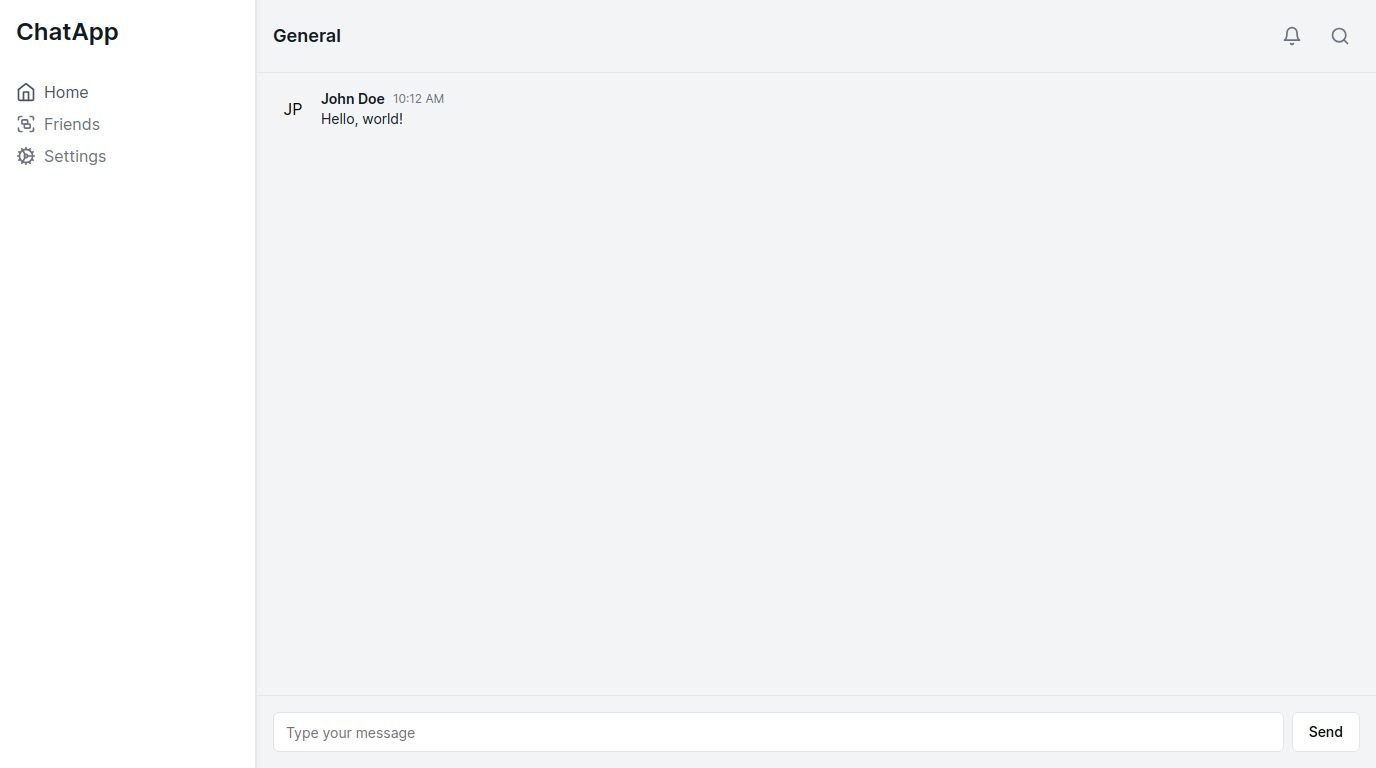 ChatApp
Home
Friends
Settings
General
JP
John Doe 10:12 AM
Hello, world!
Type your message
Send